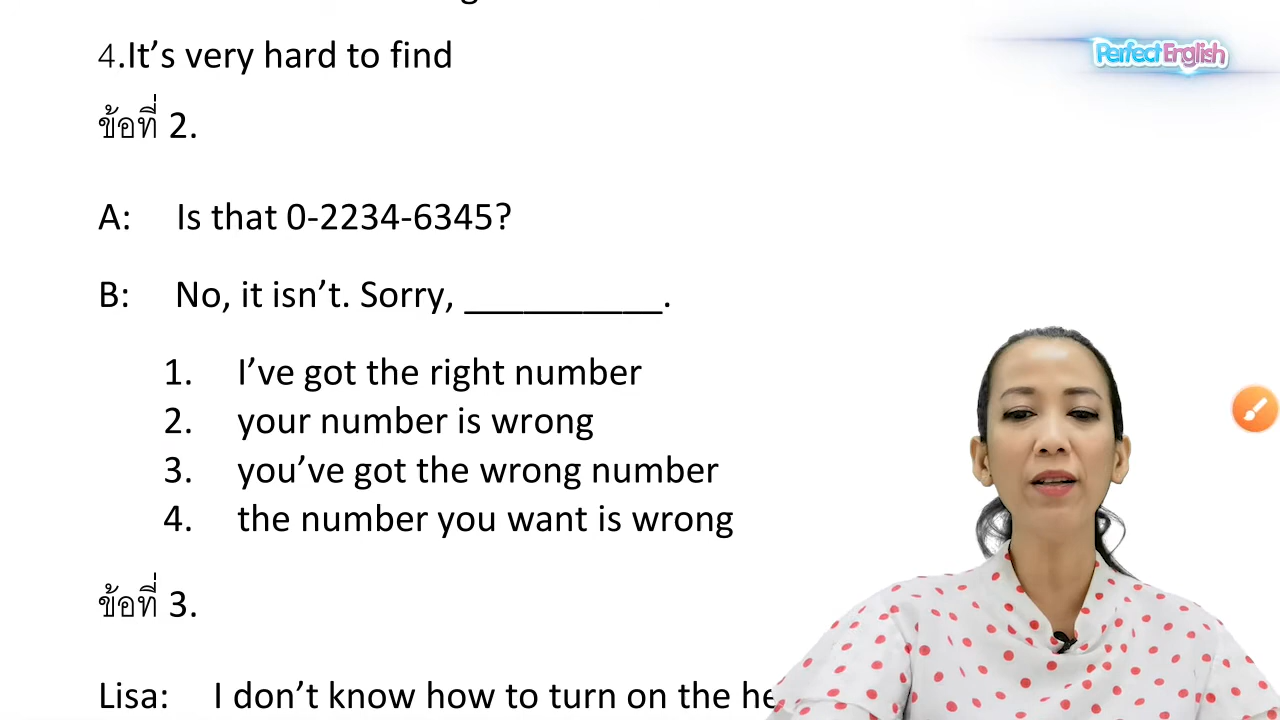 PerfectEnglish
4.It’s very hard to find
ข้อที่ 2.
A: Is that 0-2234-6345?
B: No, it isn’t. Sorry, __________.
1. I’ve got the right number
2. your number is wrong
3. you’ve got the wrong number
4. the number you want is wrong
ข้อที่ 3.
Lisa: I don’t know how to turn on the